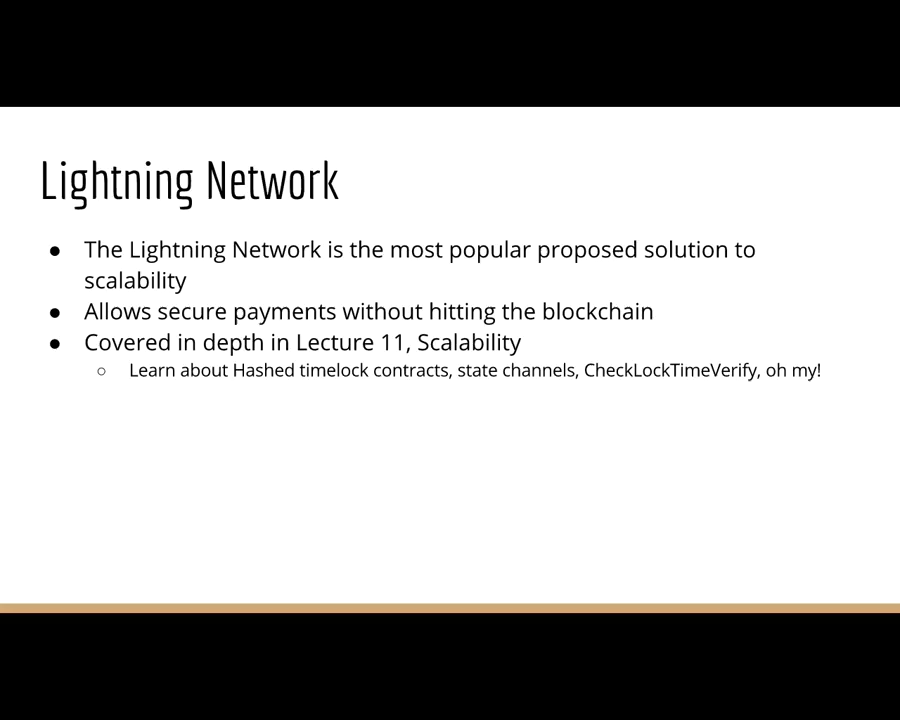 Lightning Network
● The Lightning Network is the most popular proposed solution to
scalability
● Allows secure payments without hitting the blockchain
● Covered in depth in Lecture 11, Scalability
○ Learn about Hashed timelock contracts, state channels, CheckLockTimeVerify, oh my!